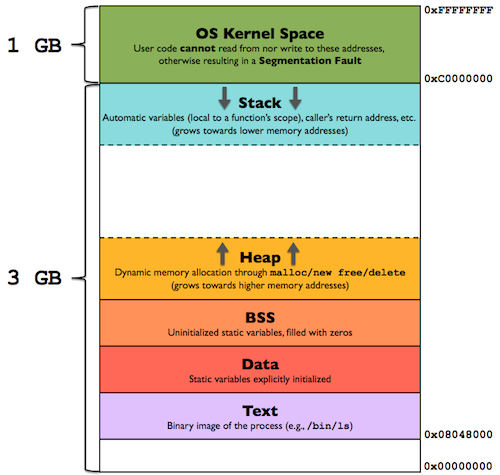 0xFFFFFFFF
1 GB
OS Kernel Space
User code cannot read from nor write to these addresses,
otherwise resulting in a Segmentation Fault
0xC0000000
Stack
Automatic variables (local to a function's scope), caller's return address, etc.
(grows towards lower memory addresses)
3 GB
Heap
Dynamic memory allocation through malloc/new free/delete
(grows towards higher memory addresses)
BSS
Uninitialized static variables, filled with zeros
Data
Static variables explicitly initialized
Text
Binary image of the process (e.g., /bin/ls)
0x08048000
0x00000000